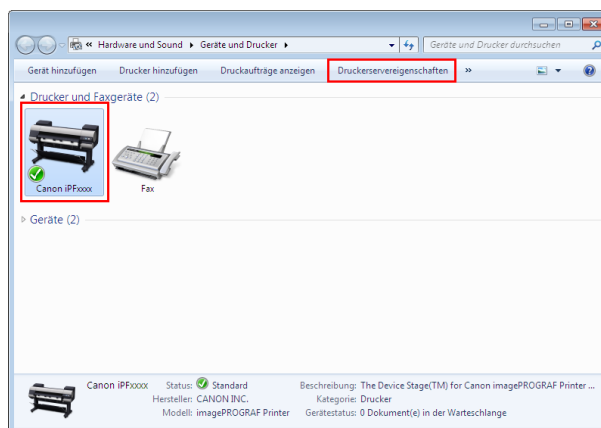 « Hardware und Sound ▸ Geräte und Drucker ▸ Geräte und Drucker durchsuchen
Gerät hinzufügen Drucker hinzufügen Druckaufträge anzeigen Druckerservereigenschaften »
Drucker und Faxgeräte (2)
Canon iPFxxxx Fax
Geräte (2)
Canon iPFxxxx Status: Standard Beschreibung: The Device Stage(TM) for Canon imagePROGRAF Printer ...
Hersteller: CANON INC. Kategorie: Drucker
Modell: imagePROGRAF Printer Gerätestatus: 0 Dokument(e) in der Warteschlange